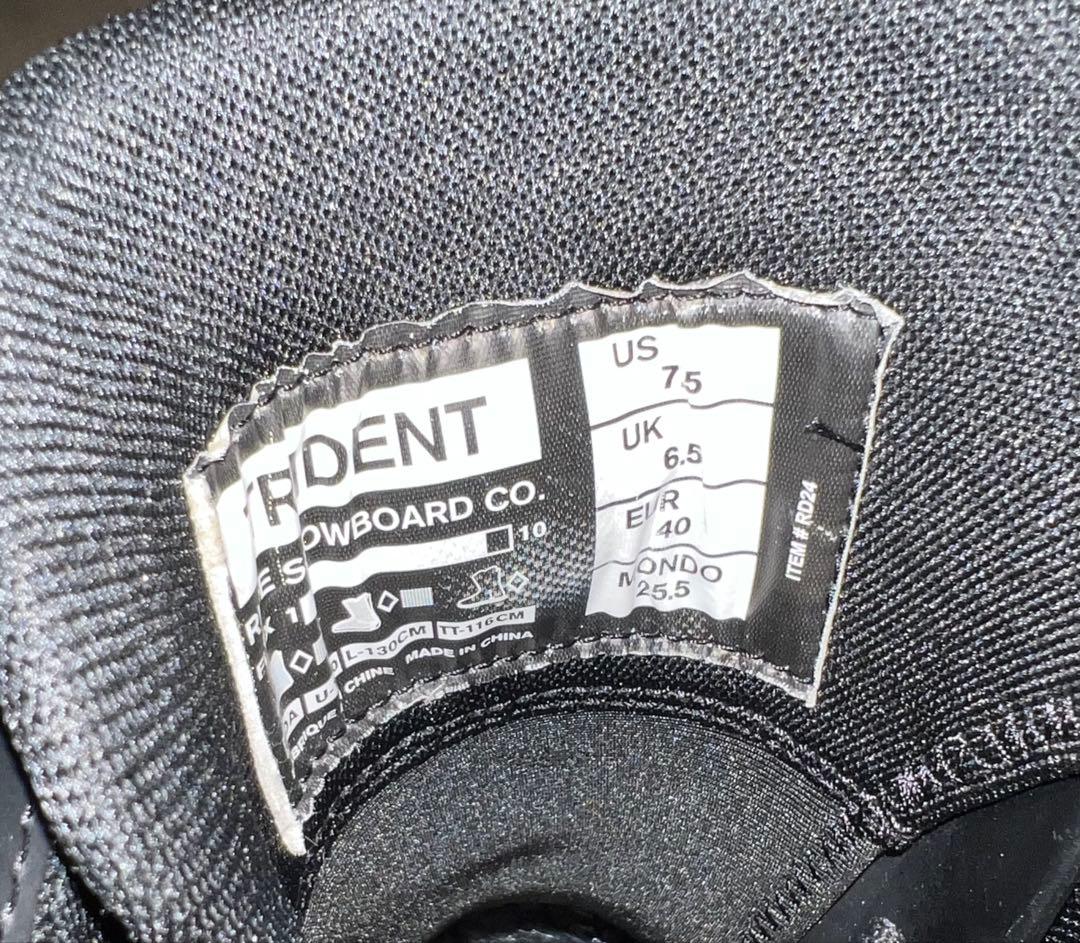 TRIDENT
OWBOARD CO.
E S
10
L-130CM
TT-116CM
CHINE MADE IN CHINA
US
7.5
UK
6.5
EUR
40
MONDO
25.5
ITEM # RD24